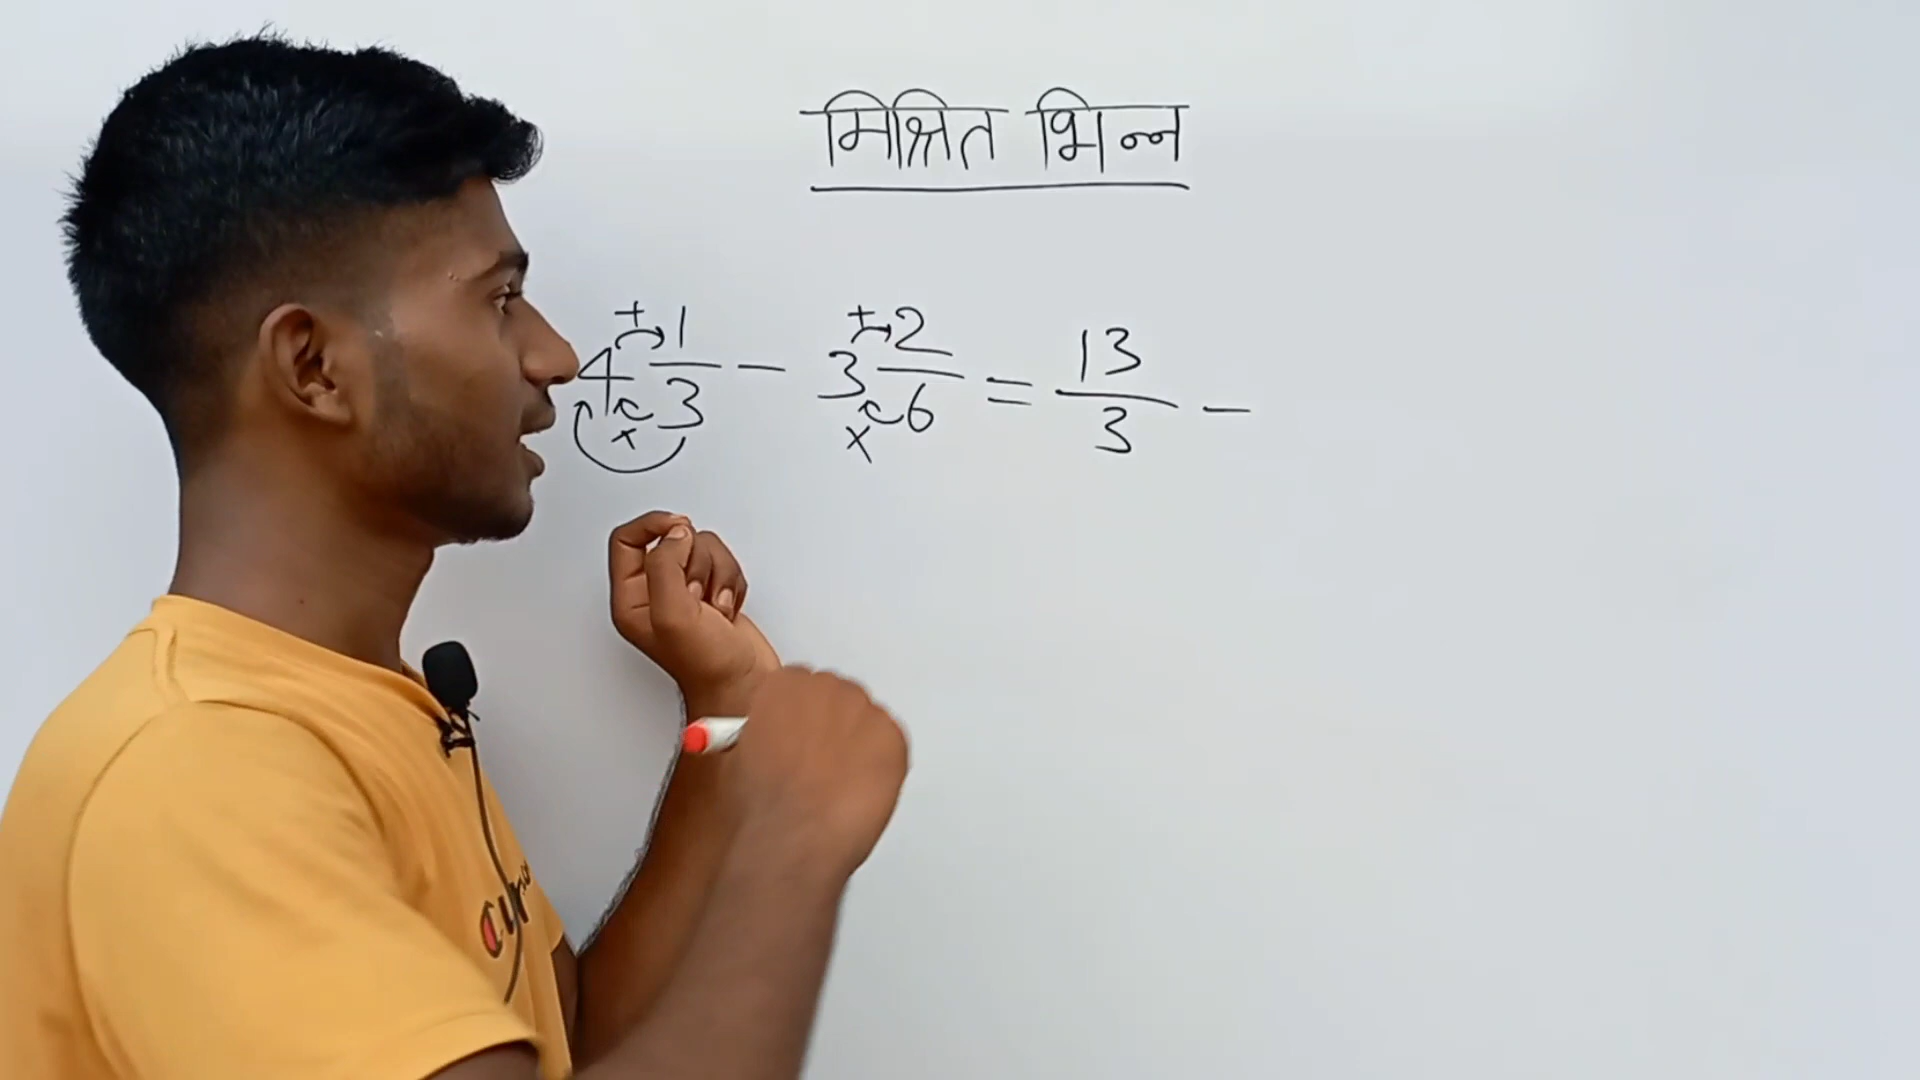 मिश्रित भिन्न
4 1/3 - 3 2/6 = 13/3 -